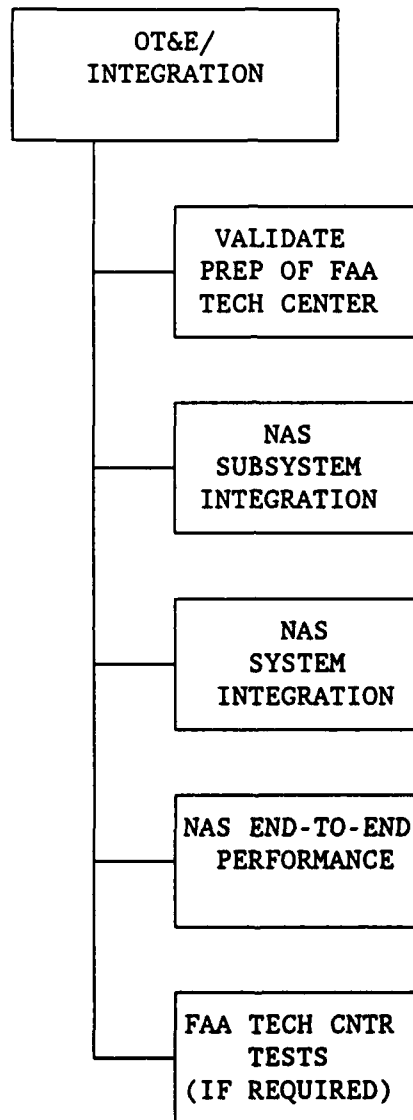 OT&E/
INTEGRATION
VALIDATE
PREP OF FAA
TECH CENTER
NAS
SUBSYSTEM
INTEGRATION
NAS
SYSTEM
INTEGRATION
NAS END-TO-END
PERFORMANCE
FAA TECH CNTR
TESTS
(IF REQUIRED)